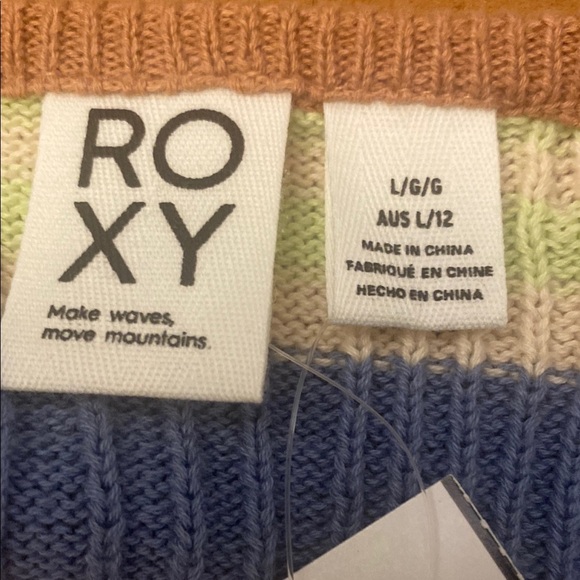 RO
XY
Make waves,
move mountains.
L/G/G
AUS L/12
MADE IN CHINA
FABRIQUÉ EN CHINE
HECHO EN CHINA